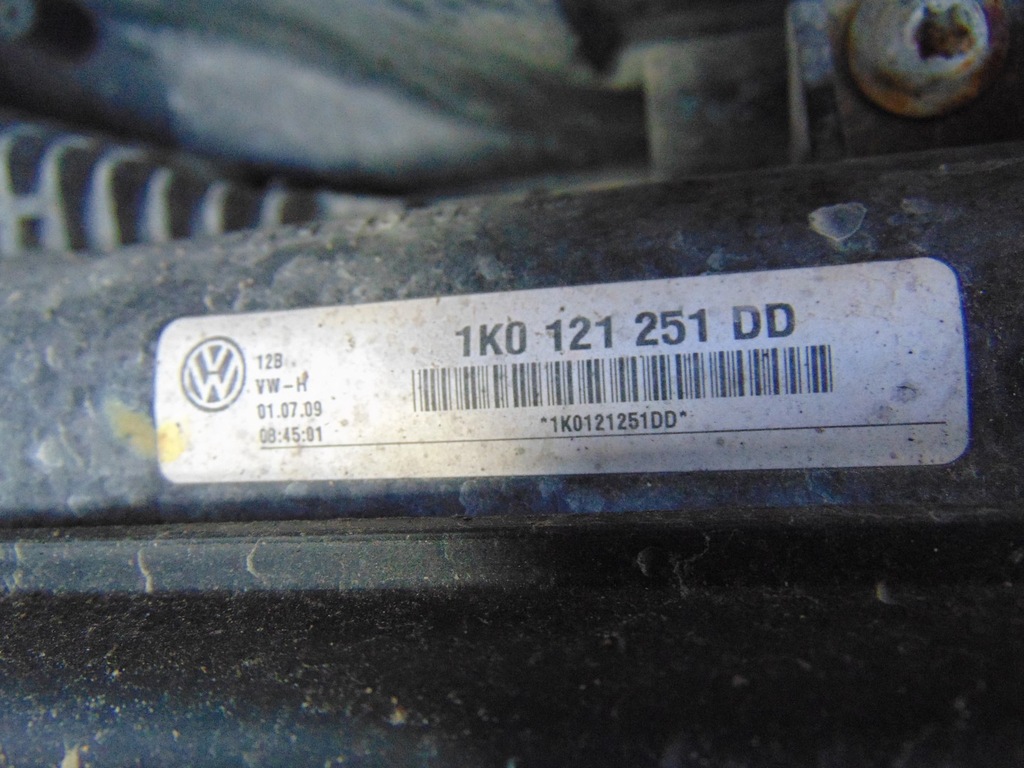 1K0 121 251 DD
12B
VW-H
01.07.09
08:45:01
*1K0121251DD*